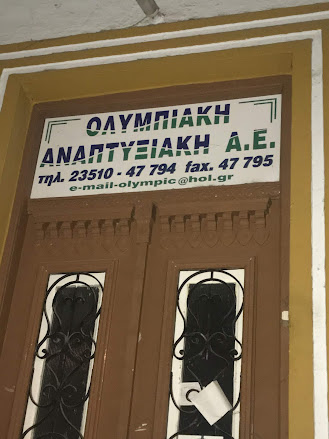 ΟΛΥΜΠΙΑΚΗ
ΑΝΑΠΤΥΞΙΑΚΗ Α.Ε.
τηλ. 23510 - 47 794 fax. 47 795
e-mail-olympic@hol.gr